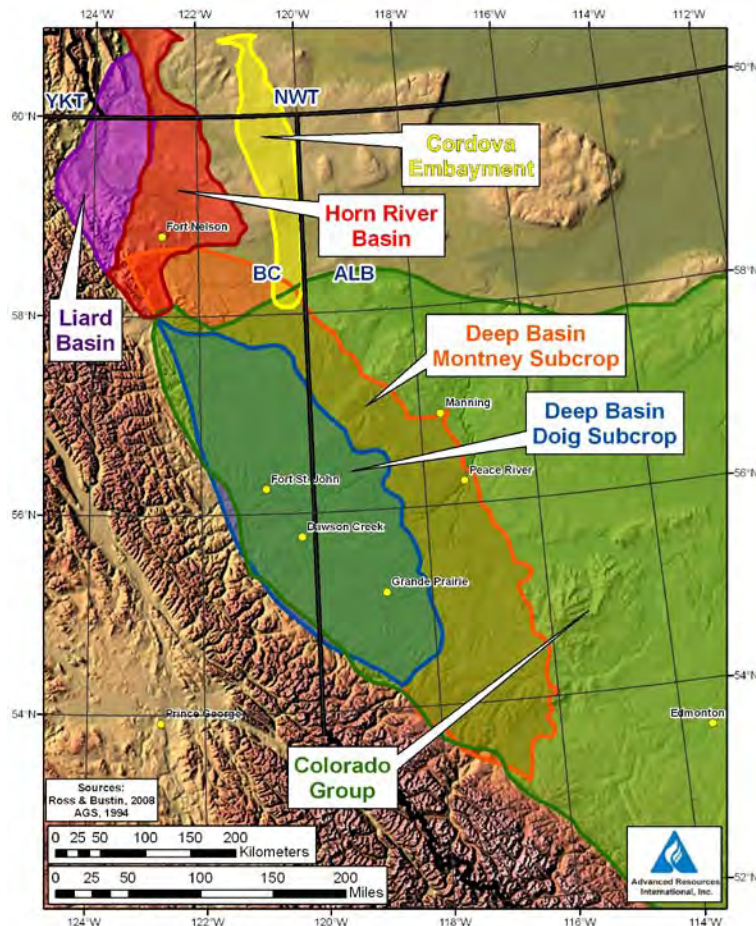 124°W
122°W
120°W
118°W
116°W
114°W
112°W
60°N
YKT
NWT
60°N
Cordova
Embayment
Horn River
Basin
Fort Nelson
BC
ALB
58°N
58°N
Liard
Basin
Deep Basin
Montney Subcrop
Manning
Deep Basin
Doig Subcrop
Peace River
Fort St. John
56°N
56°N
Dawson Creek
Grande Prairie
54°N
54°N
Prince George
Edmonton
Colorado
Group
Sources:
Ross & Bustin, 2008
AGS, 1994
0 25 50 100 150 200
Kilometers
0 25 50 100 150 200
Miles
Advanced Resources
International, Inc.
52°N
124°W
122°W
120°W
118°W
116°W
114°W